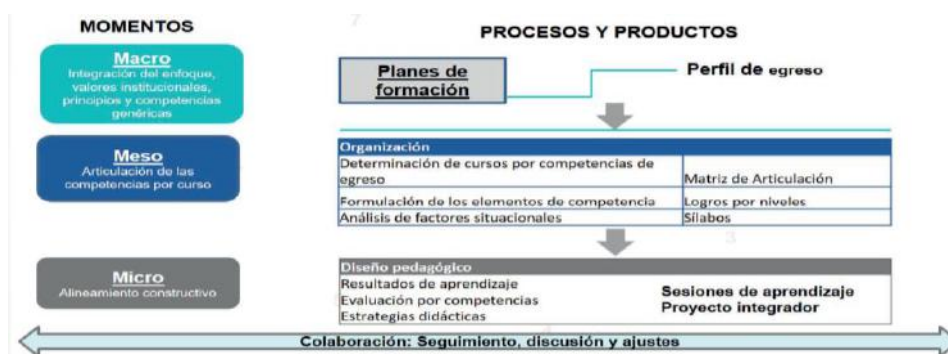 MOMENTOS
PROCESOS Y PRODUCTOS
Macro
Integración del enfoque,
valores institucionales,
principios y competencias
genéricas
Planes de
formación
Perfil de egreso
Meso
Articulación de las
competencias por curso
Organización
Determinación de cursos por competencias de
egreso
Matriz de Articulación
Formulación de los elementos de competencia
Logros por niveles
Análisis de factores situacionales
Sílabos
Micro
Alineamiento constructivo
Diseño pedagógico
Resultados de aprendizaje
Evaluación por competencias
Estrategias didácticas
Sesiones de aprendizaje
Proyecto integrador
Colaboración: Seguimiento, discusión y ajustes